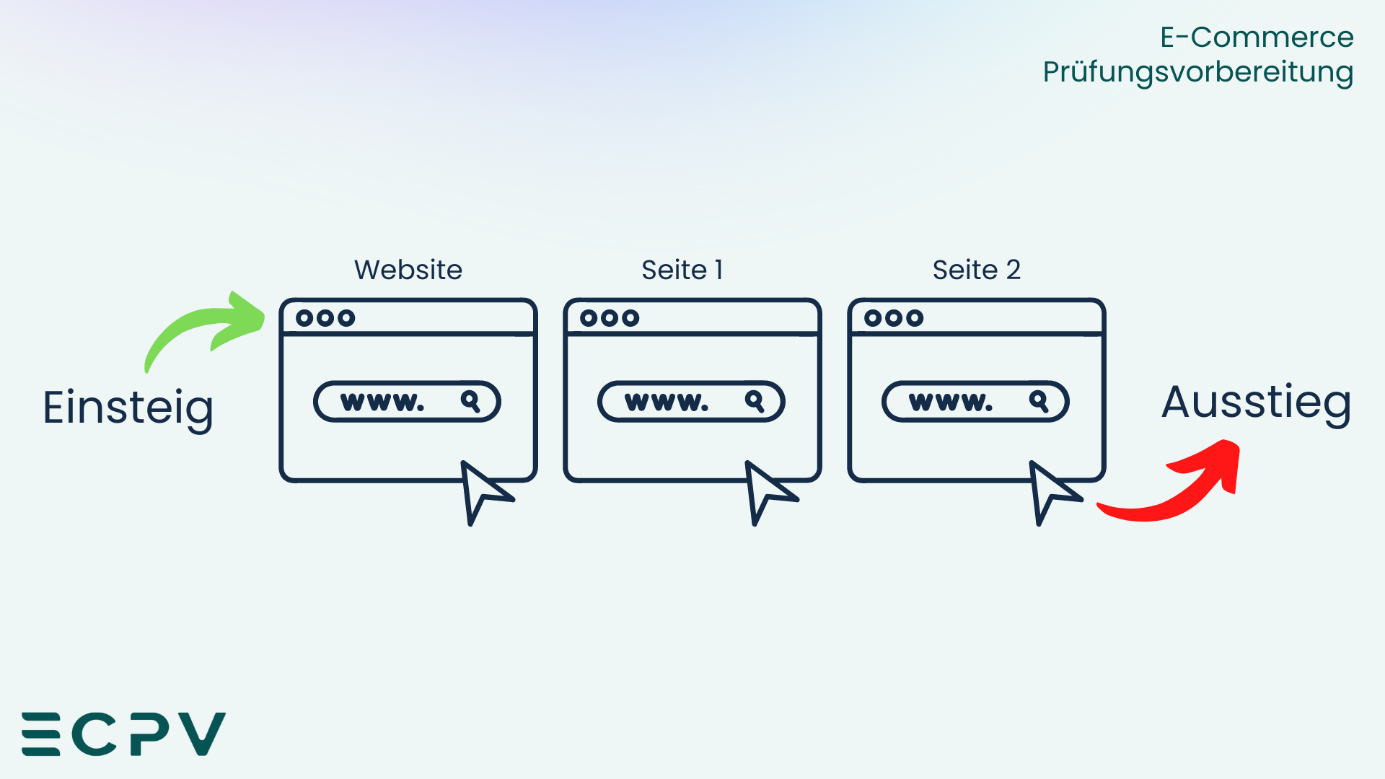 E-Commerce
Prüfungsvorbereitung
Website
Seite 1
Seite 2
www.
www.
www.
Einsteig
Ausstieg
ECPV